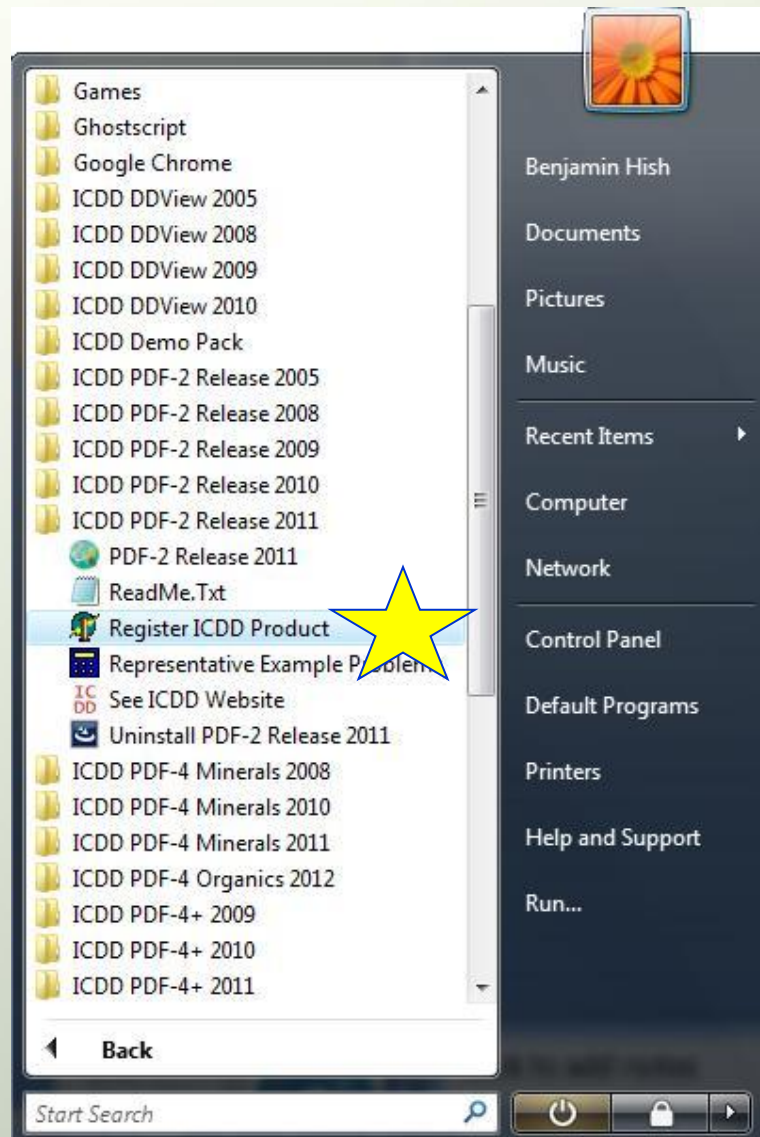 Games
Ghostscript
Google Chrome
ICDD DDView 2005
ICDD DDView 2008
ICDD DDView 2009
ICDD DDView 2010
ICDD Demo Pack
ICDD PDF-2 Release 2005
ICDD PDF-2 Release 2008
ICDD PDF-2 Release 2009
ICDD PDF-2 Release 2010
ICDD PDF-2 Release 2011
PDF-2 Release 2011
ReadMe.Txt
Register ICDD Product
Representative Example
IC
DD
See ICDD Website
Uninstall PDF-2 Release 2011
ICDD PDF-4 Minerals 2008
ICDD PDF-4 Minerals 2010
ICDD PDF-4 Minerals 2011
ICDD PDF-4 Organics 2012
ICDD PDF-4+ 2009
ICDD PDF-4+ 2010
ICDD PDF-4+ 2011
Back
Start Search
Benjamin Hish
Documents
Pictures
Music
Recent Items
Computer
Network
Control Panel
Default Programs
Printers
Help and Support
Run...